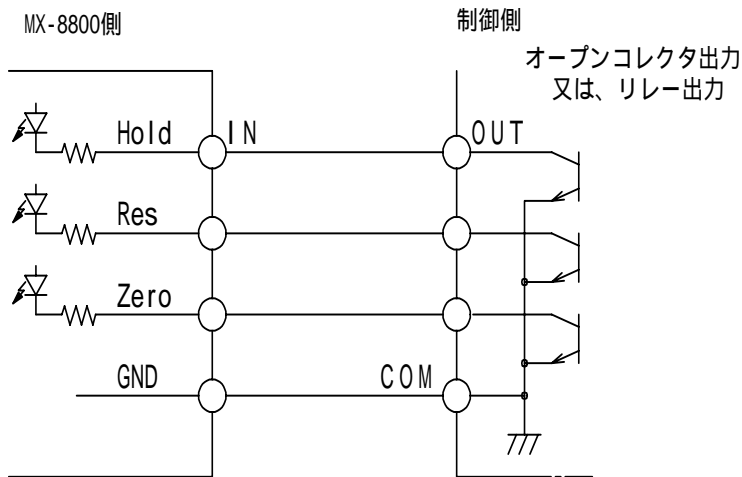 MX-8800側
制御側
オープンコレクタ出力
又は、リレー出力
Hold
IN
OUT
Res
Zero
GND
COM